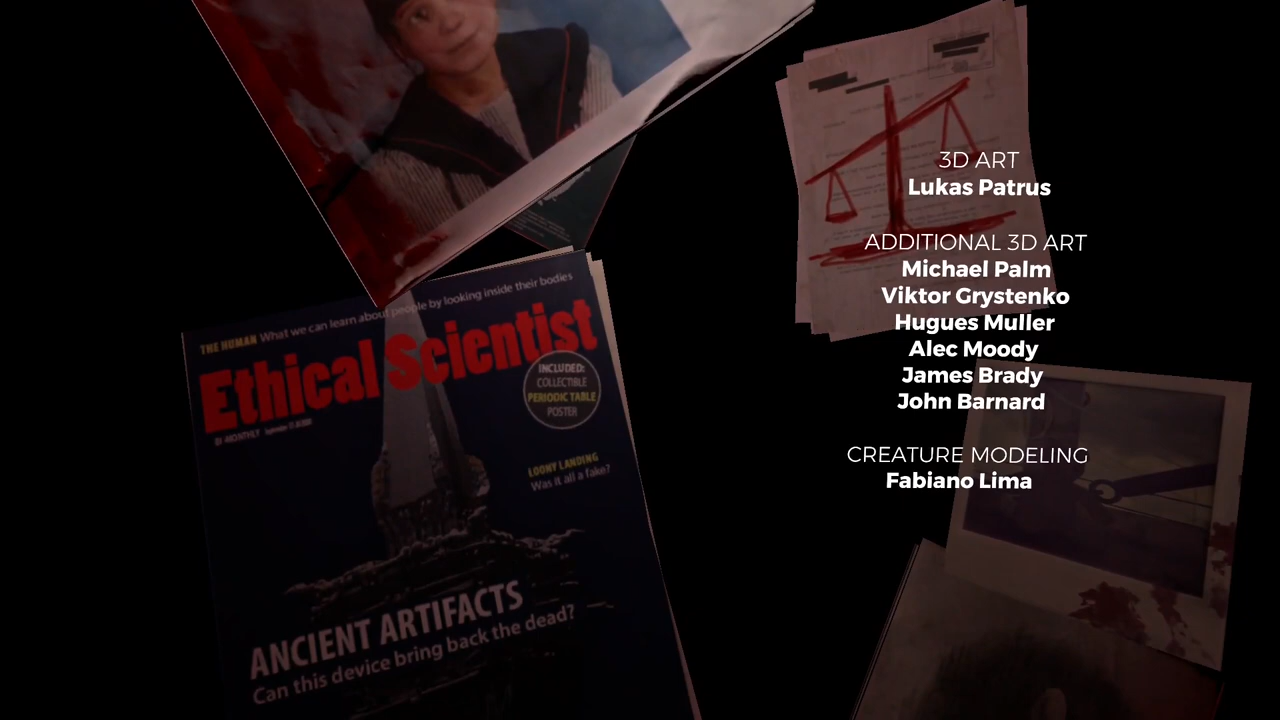 THE HUMAN What we can learn about people by looking inside their bodies
Ethical Scientist
BI-MONTHLY
INCLUDED:
COLLECTIBLE
PERIODIC TABLE
POSTER
LOONY LANDING
Was it all a fake?
ANCIENT ARTIFACTS
Can this device bring back the dead?
3D ART
Lukas Patrus
ADDITIONAL 3D ART
Michael Palm
Viktor Grystenko
Hugues Muller
Alec Moody
James Brady
John Barnard
CREATURE MODELING
Fabiano Lima